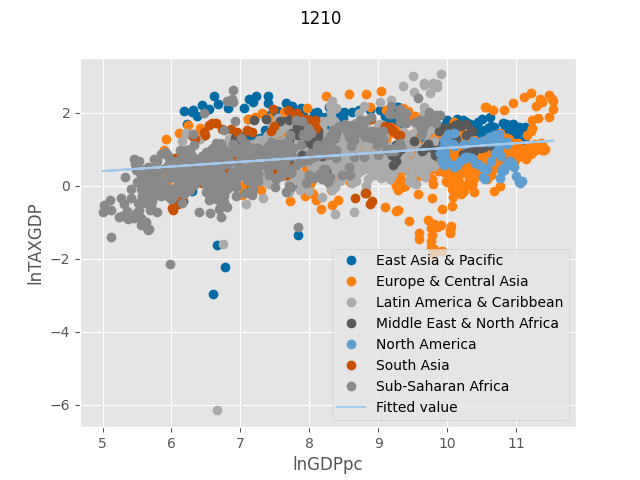 1210
lnTAXGDP
2
0
−2
−4
−6
5
6
7
8
9
10
11
lnGDPpc
East Asia & Pacific
Europe & Central Asia
Latin America & Caribbean
Middle East & North Africa
North America
South Asia
Sub-Saharan Africa
Fitted value